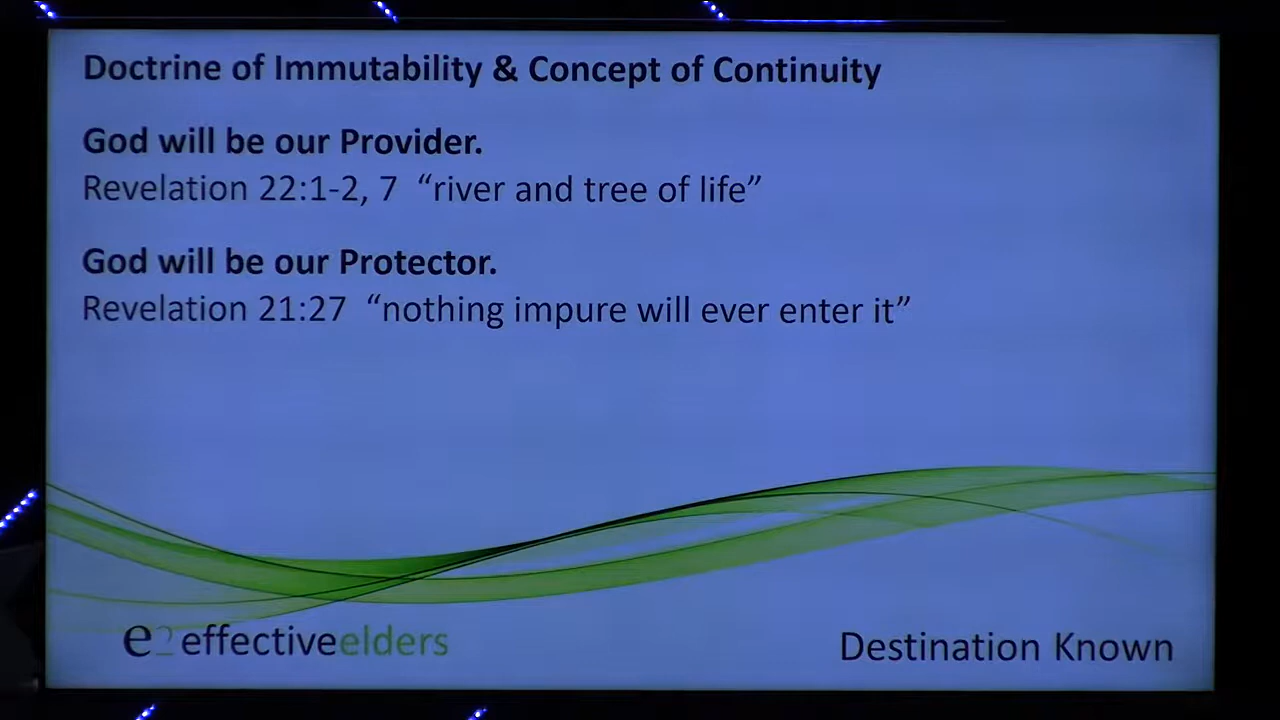 Doctrine of Immutability & Concept of Continuity
God will be our Provider.
Revelation 22:1-2, 7 “river and tree of life”
God will be our Protector.
Revelation 21:27 “nothing impure will ever enter it”
e2 effectiveelders
Destination Known